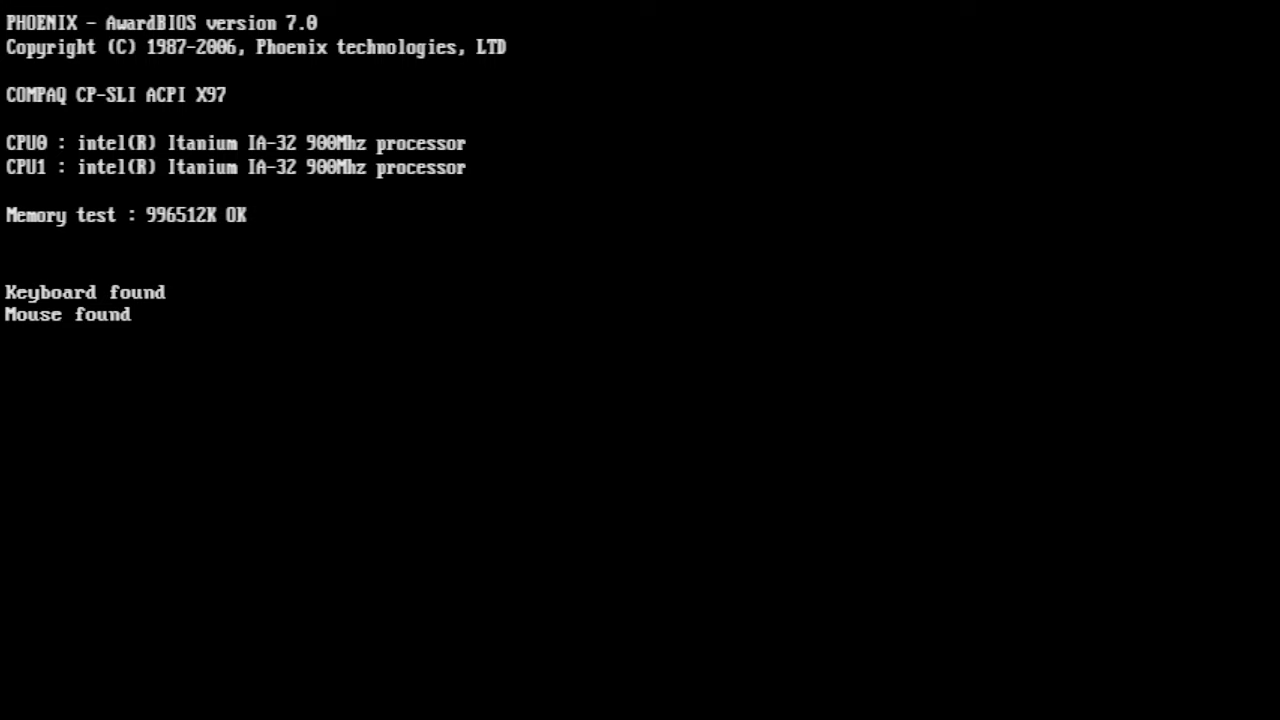 PHOENIX - AwardBIOS version 7.0
Copyright (C) 1987-2006, Phoenix technologies, LTD
COMPAQ CP-SLI ACPI X97
CPU0 : intel(R) Itanium IA-32 900Mhz processor
CPU1 : intel(R) Itanium IA-32 900Mhz processor
Memory test : 996512K OK
Keyboard found
Mouse found